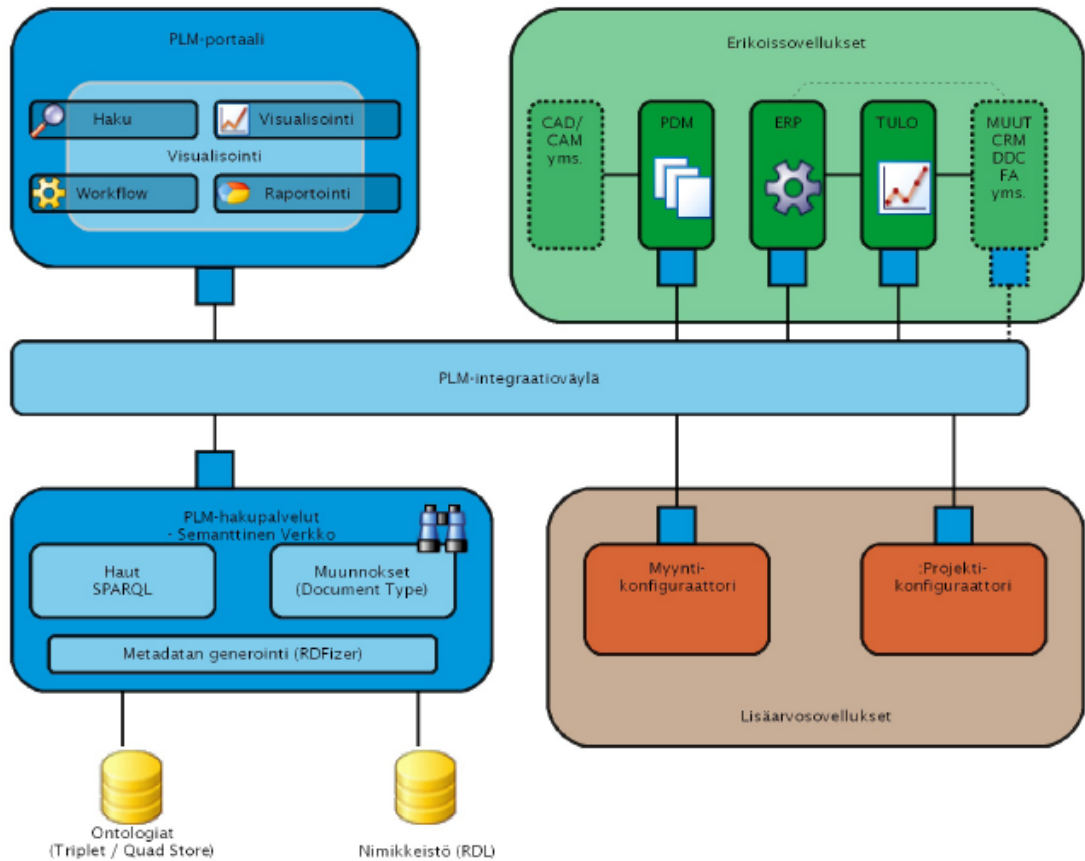 PLM-portaali
Haku
Visualisointi
Visualisointi
Workflow
Raportointi
Erikoissovellukset
CAD/
CAM
yms.
PDM
ERP
TULO
MUUT
CRM
DDC
FA
yms.
PLM-integraatioväylä
PLM-hakupalvelut
- Semanttinen Verkko
Haut
SPARQL
Muunnokset
(Document Type)
Metadatan generointi (RDFizer)
Myynti-
konfiguraattori
:Projekti-
konfiguraattori
Lisäarvosovellukset
Ontologiat
(Triplet / Quad Store)
Nimikkeistö (RDL)